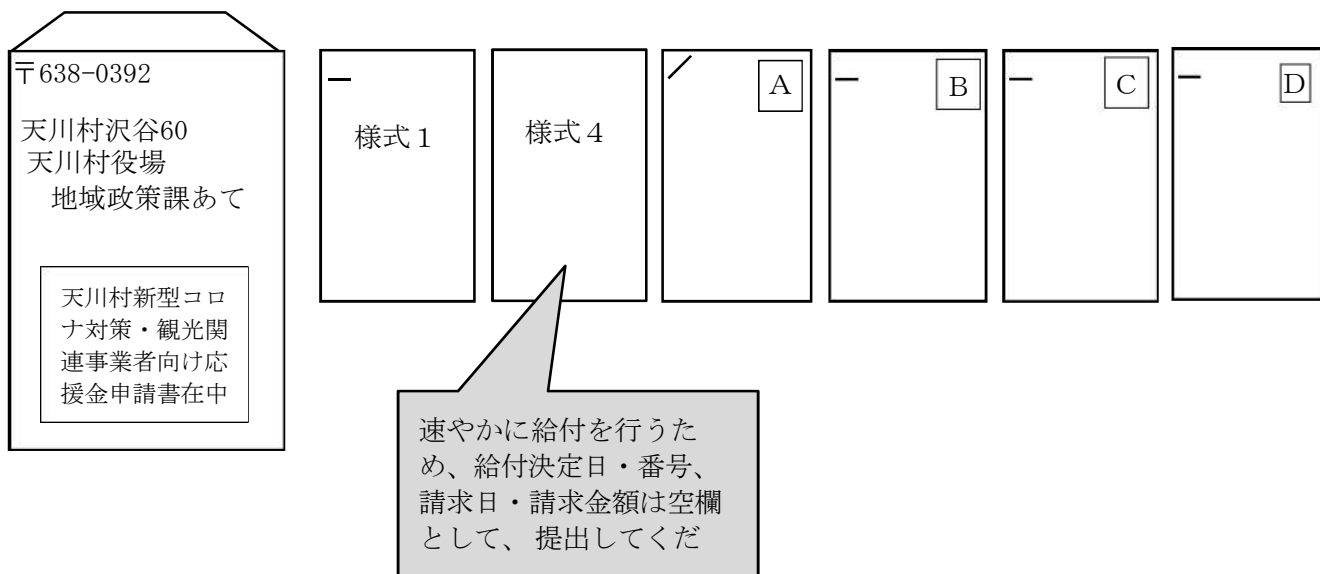 〒638-0392
天川村沢谷60
天川村役場
地域政策課あて
天川村新型コロ
ナ対策・観光関
連事業者向け応
援金申請書在中
様式１
様式４
A
B
C
D
速やかに給付を行うた
め、給付決定日・番号、
請求日・請求金額は空欄
として、 提出してくだ